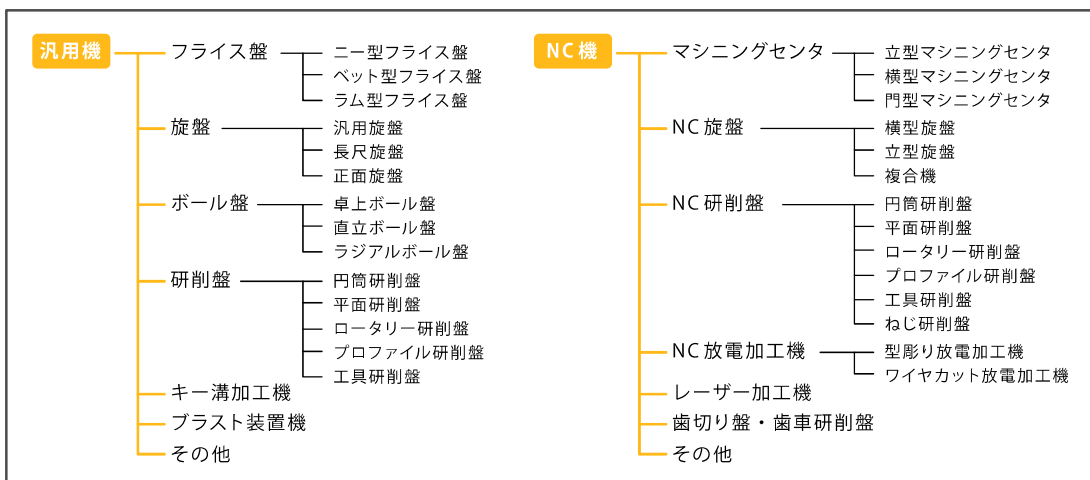 汎用機
フライス盤
ニー型フライス盤
ベット型フライス盤
ラム型フライス盤
旋盤
汎用旋盤
長尺旋盤
正面旋盤
ボール盤
卓上ボール盤
直立ボール盤
ラジアルボール盤
研削盤
円筒研削盤
平面研削盤
ロータリー研削盤
プロファイル研削盤
工具研削盤
キー溝加工機
ブラスト装置機
その他
NC機
マシニングセンタ
立型マシニングセンタ
横型マシニングセンタ
門型マシニングセンタ
NC旋盤
横型旋盤
立型旋盤
複合機
NC研削盤
円筒研削盤
平面研削盤
ロータリー研削盤
プロファイル研削盤
工具研削盤
ねじ研削盤
NC放電加工機
型彫り放電加工機
ワイヤカット放電加工機
レーザー加工機
歯切り盤・歯車研削盤
その他